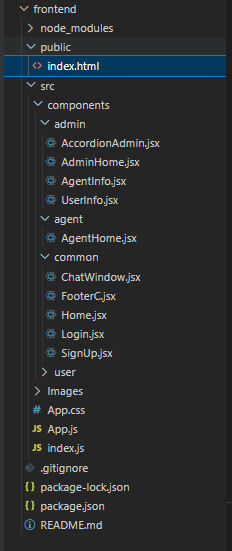 frontend
node_modules
public
<> index.html
src
components
admin
AccordionAdmin.jsx
AdminHome.jsx
AgentInfo.jsx
UserInfo.jsx
agent
AgentHome.jsx
common
ChatWindow.jsx
FooterC.jsx
Home.jsx
Login.jsx
SignUp.jsx
user
Images
# App.css
JS App.js
JS index.js
.gitignore
{} package-lock.json
{} package.json
README.md